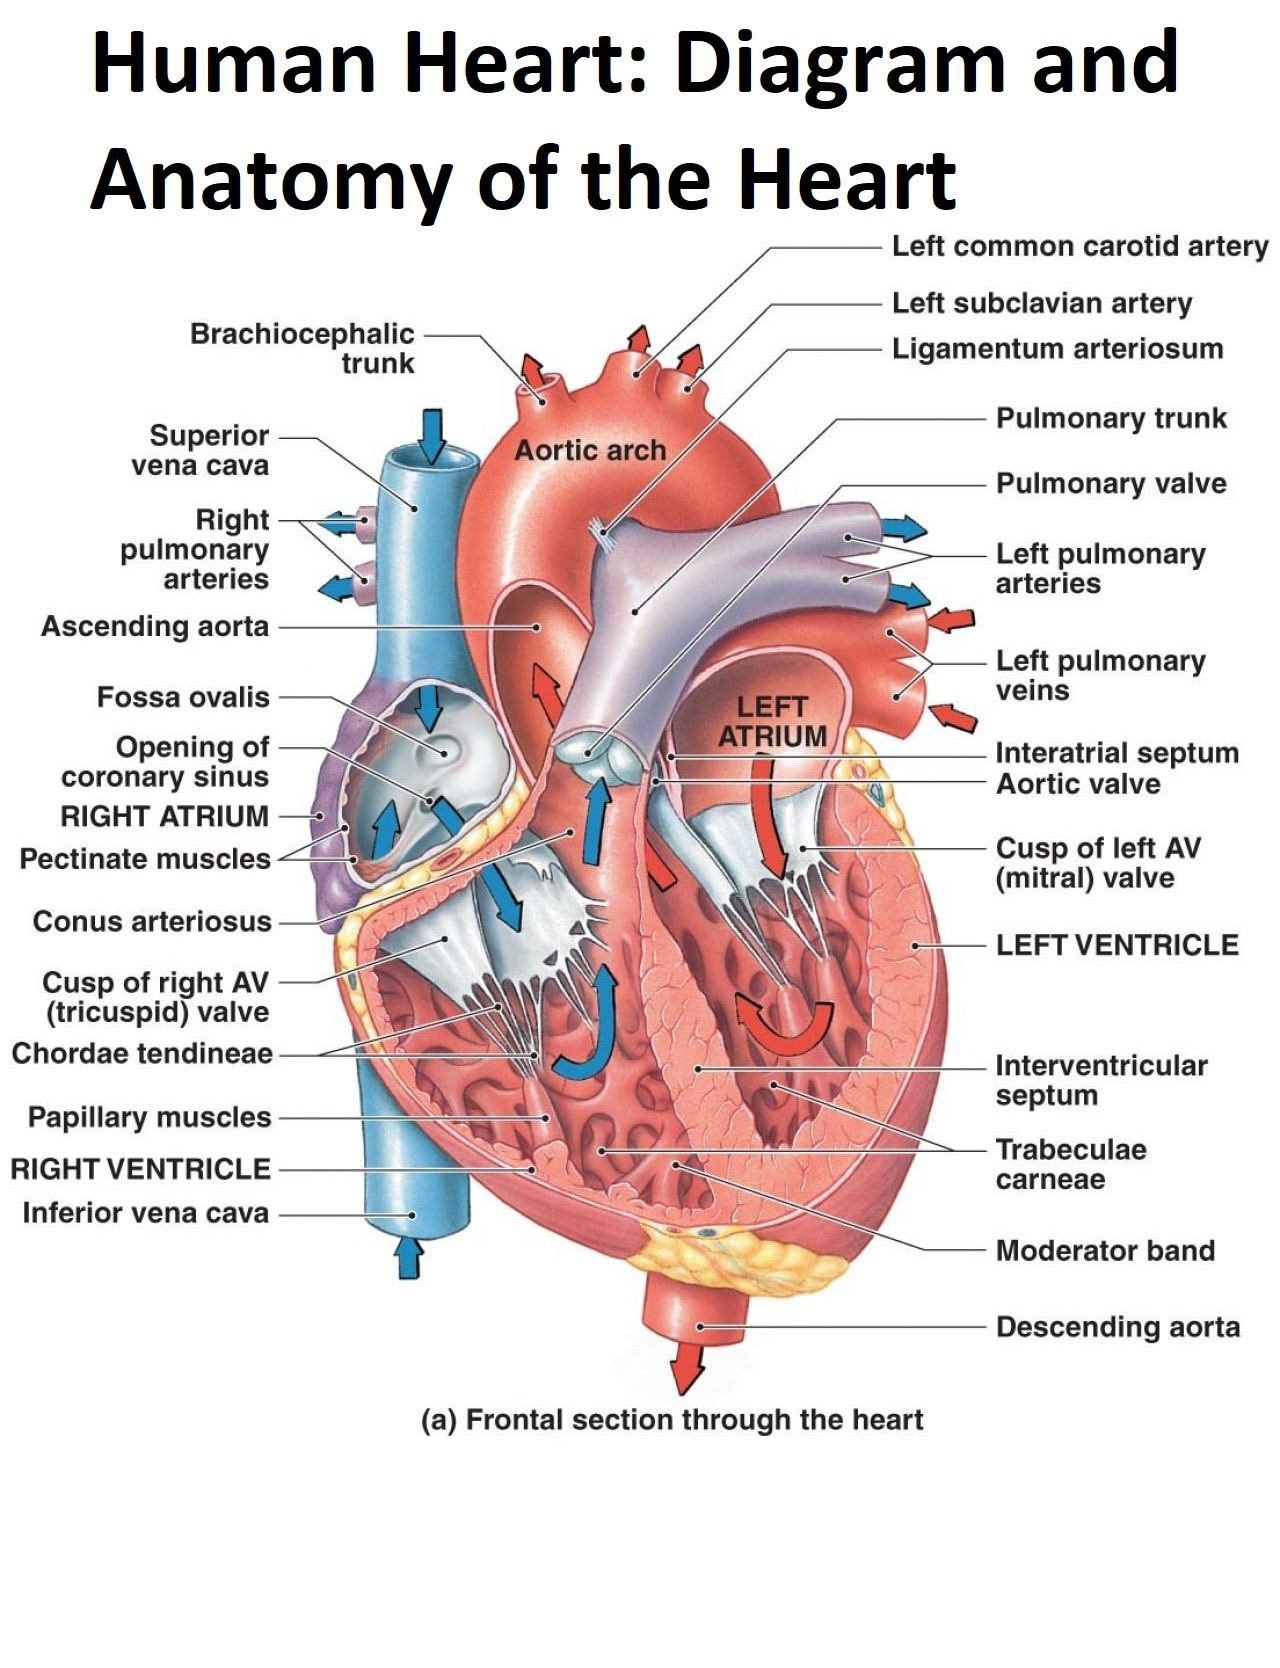 Human Heart: Diagram and
Anatomy of the Heart
Left common carotid artery
Left subclavian artery
Brachiocephalic
trunk
Ligamentum arteriosum
Pulmonary trunk
Superior
vena cava
Aortic arch
Pulmonary valve
Right
pulmonary
arteries
Left pulmonary
arteries
Ascending aorta
Left pulmonary
veins
Fossa ovalis
LEFT
ATRIUM
Opening of
coronary sinus
Interatrial septum
Aortic valve
RIGHT ATRIUM
Pectinate muscles
Cusp of left AV
(mitral) valve
Conus arteriosus
LEFT VENTRICLE
Cusp of right AV
(tricuspid) valve
Chordae tendineae
Interventricular
septum
Papillary muscles
Trabeculae
carneae
RIGHT VENTRICLE
Inferior vena cava
Moderator band
Descending aorta
(a) Frontal section through the heart